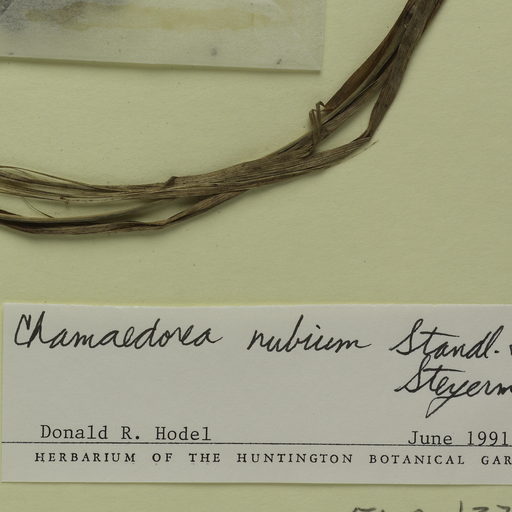 Chamaedorea nubium Standl.
Steyerm
Donald R. Hodel June 1991
HERBARIUM OF THE HUNTINGTON BOTANICAL GAR